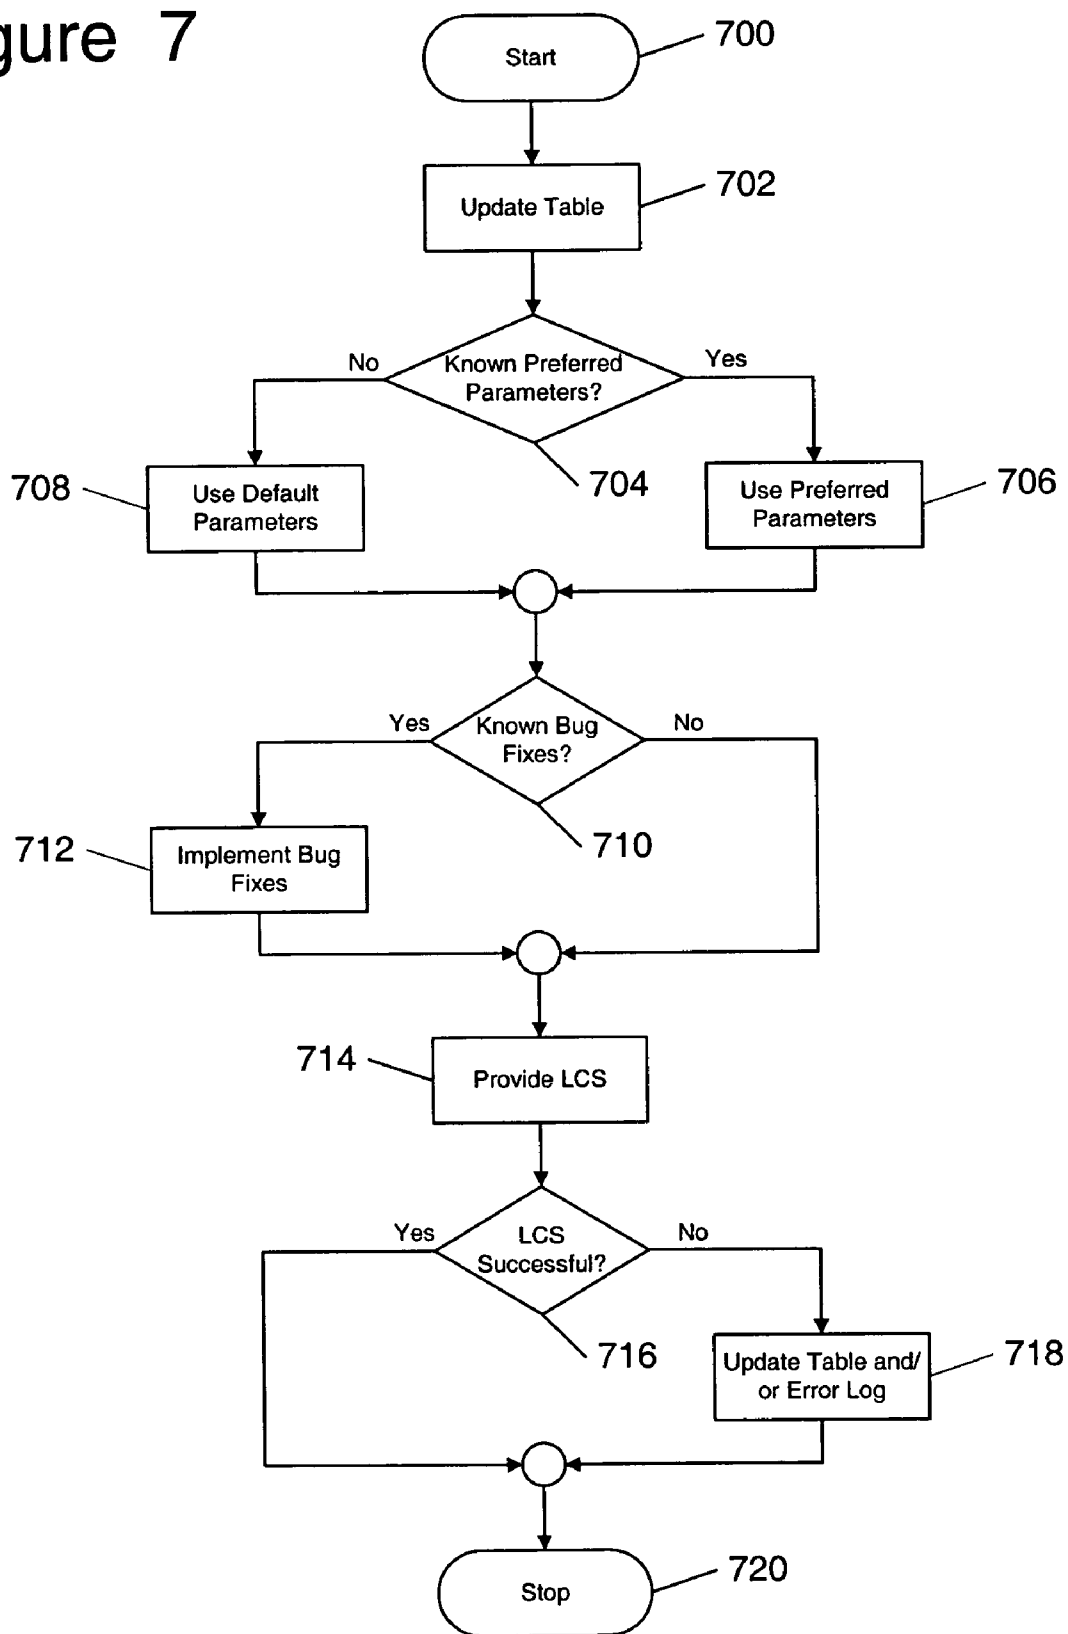 gure 7
Start
700
Update Table
702
No
Known Preferred
Parameters?
Yes
704
708
Use Default
Parameters
Use Preferred
Parameters
706
Yes
Known Bug
Fixes?
No
710
712
Implement Bug
Fixes
714
Provide LCS
Yes
LCS
Successful?
No
716
Update Table and/
or Error Log
718
Stop
720